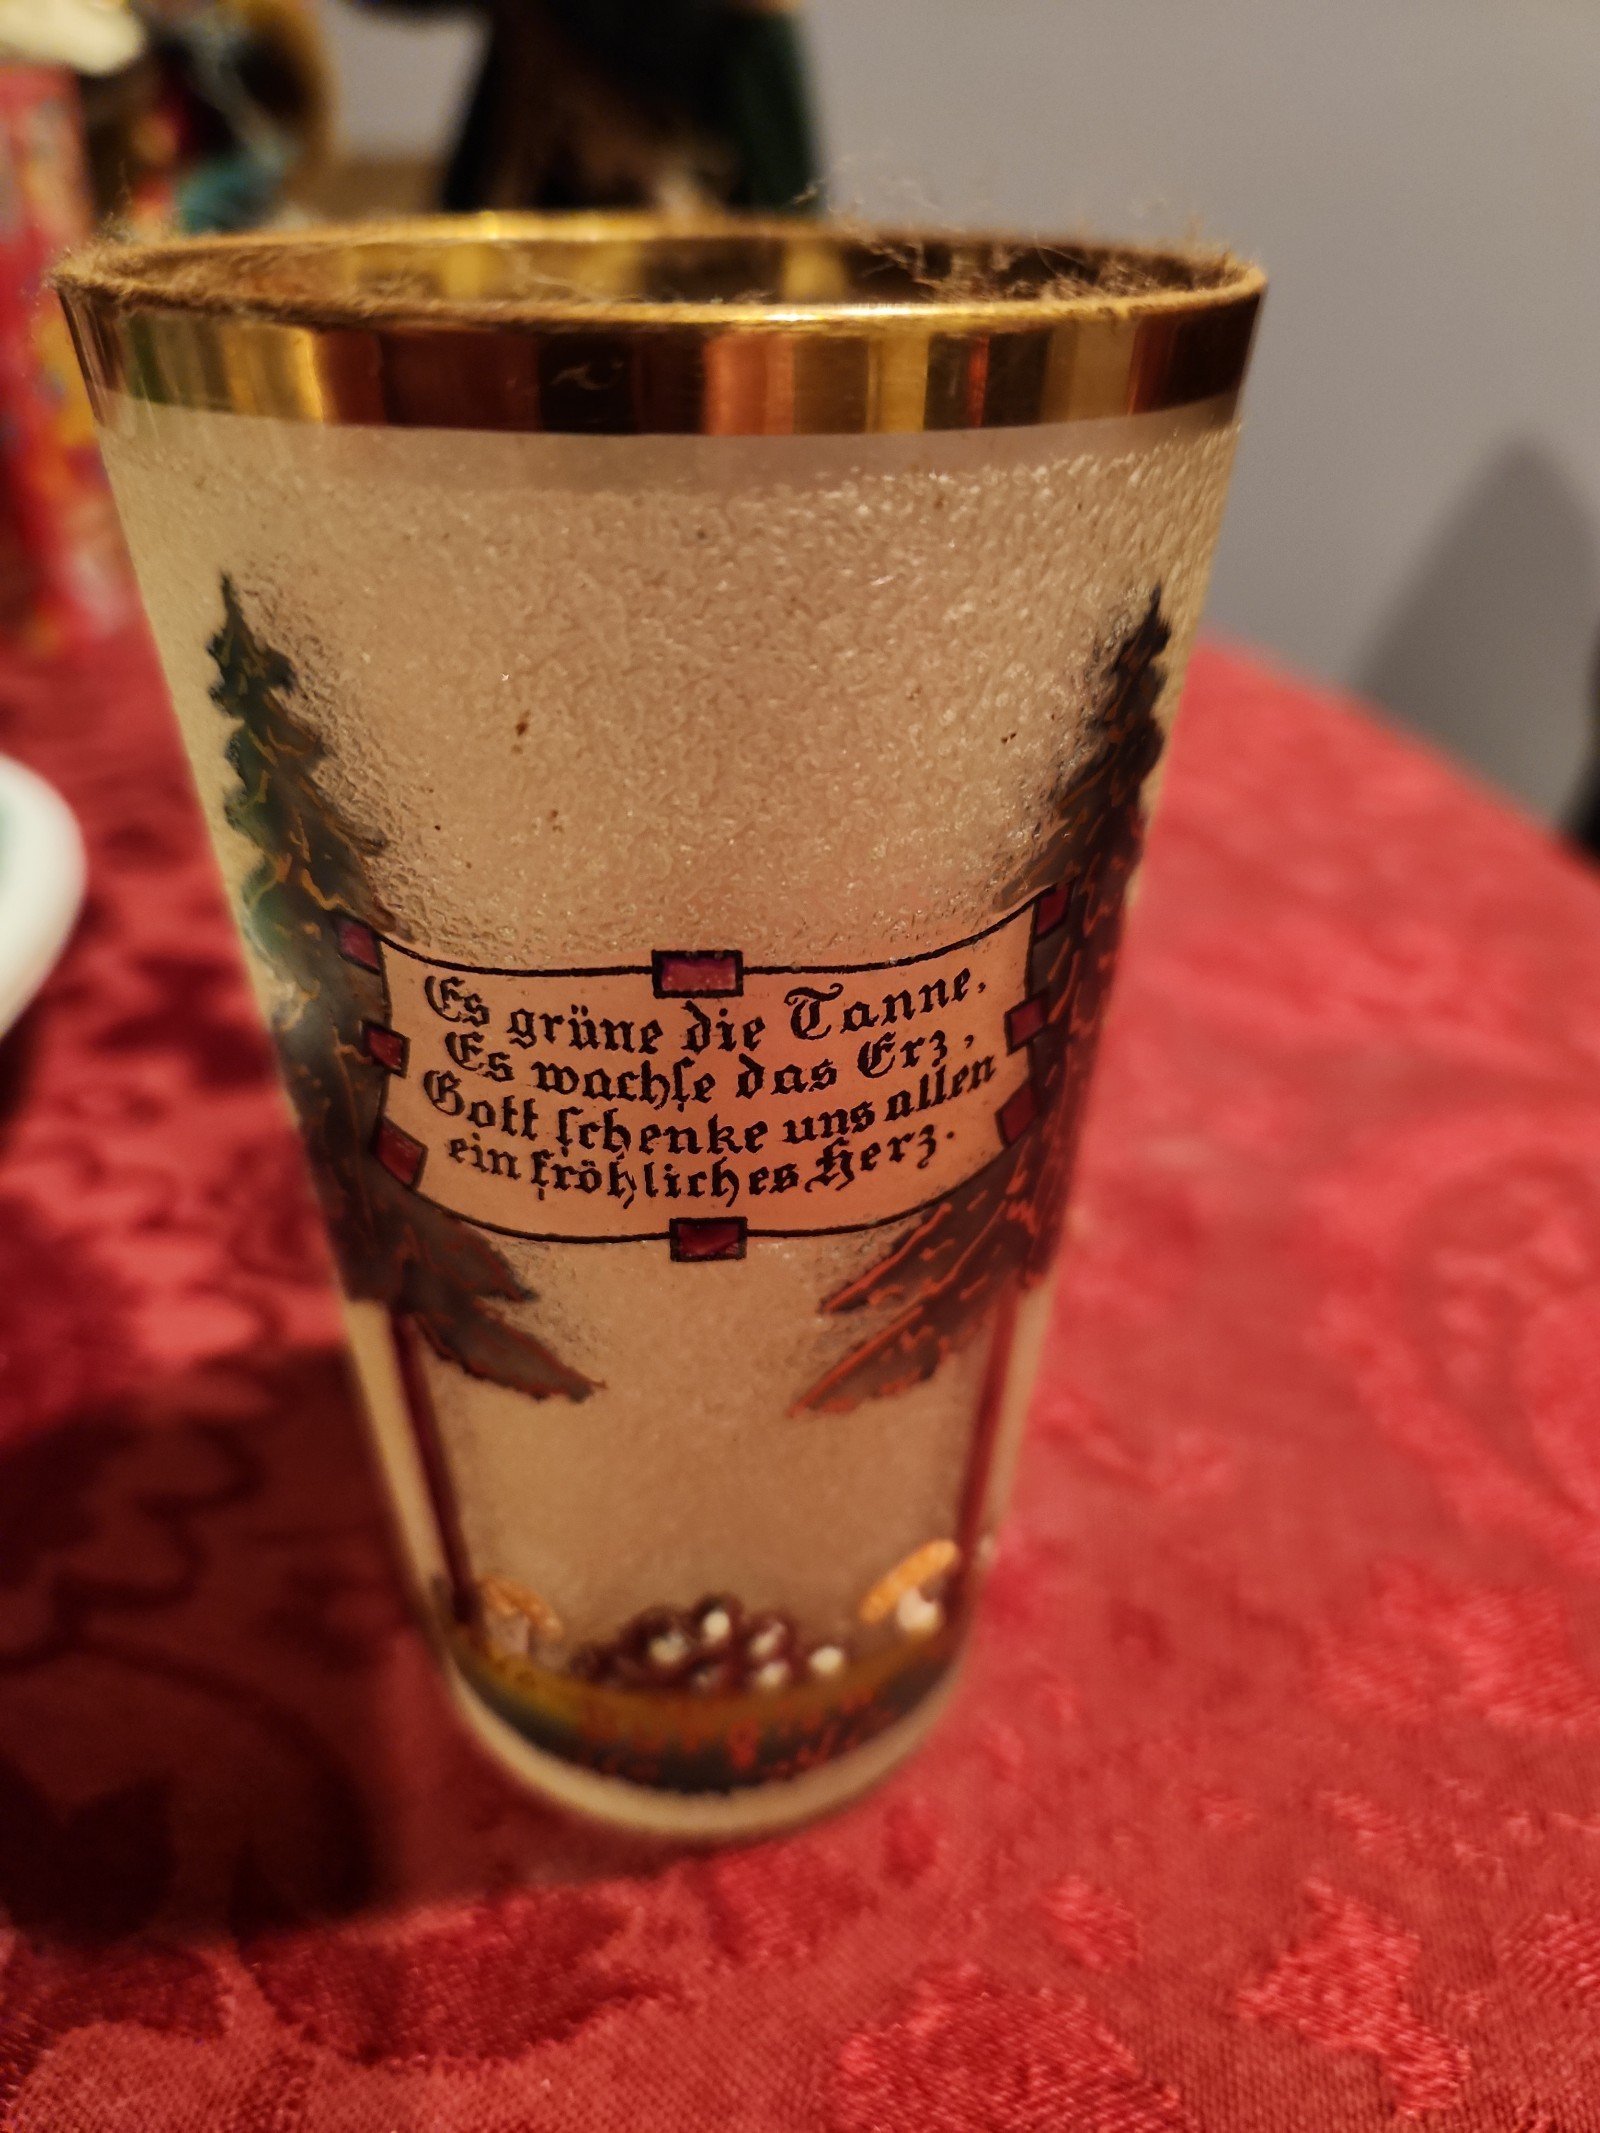 Es grüne die Tanne,
Es wachſe das Erz,
Gott ſchenke uns allen
ein fröhliches Herz.